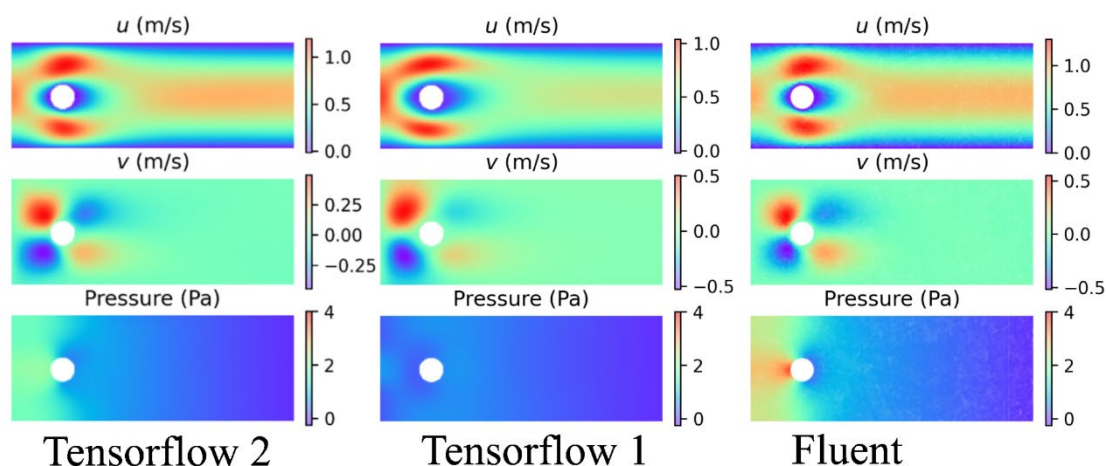 u (m/s) u (m/s) u (m/s)
1.0 1.0 1.0
0.5 0.5 0.5
0.0 0.0 0.0
v (m/s) v (m/s) v (m/s)
0.25 0.5 0.5
0.00 0.0 0.0
−0.25 −0.5 −0.5
Pressure (Pa) Pressure (Pa) Pressure (Pa)
4 4 4
2 2 2
0 0 0
Tensorflow 2 Tensorflow 1 Fluent